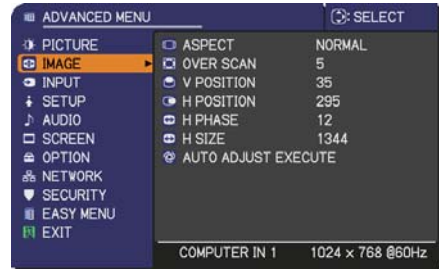 ADVANCED MENU : SELECT
PICTURE
IMAGE
INPUT
SETUP
AUDIO
SCREEN
OPTION
NETWORK
SECURITY
EASY MENU
EXIT
ASPECT NORMAL
OVER SCAN 5
V POSITION 35
H POSITION 295
H PHASE 12
H SIZE 1344
AUTO ADJUST EXECUTE
COMPUTER IN 1 1024 x 768 @60Hz